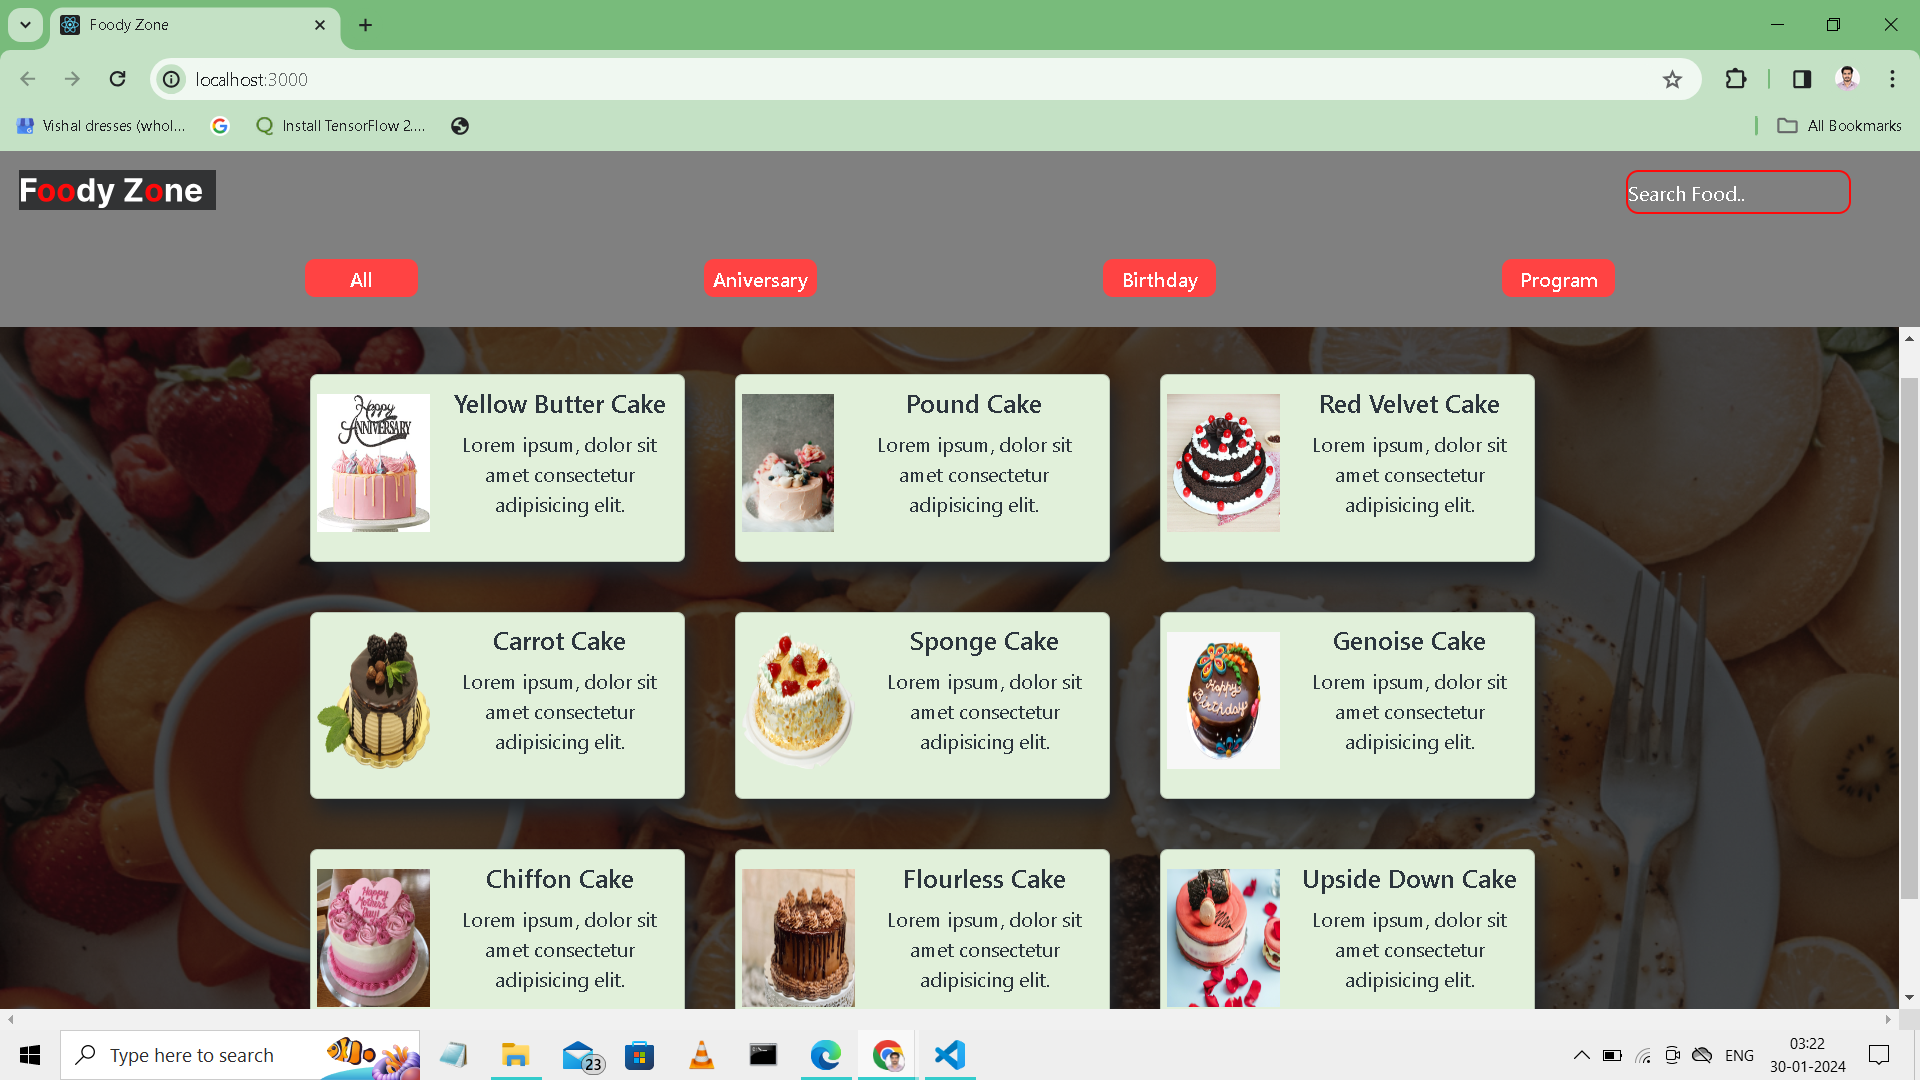 Foody Zone
localhost:3000
Vishal dresses (whol...
Install TensorFlow 2....
All Bookmarks
Foody Zone
Search Food..
All
Aniversary
Birthday
Program
Happy
ANNIVERSARY
Yellow Butter Cake
Lorem ipsum, dolor sit
amet consectetur
adipisicing elit.
Pound Cake
Lorem ipsum, dolor sit
amet consectetur
adipisicing elit.
Red Velvet Cake
Lorem ipsum, dolor sit
amet consectetur
adipisicing elit.
Carrot Cake
Lorem ipsum, dolor sit
amet consectetur
adipisicing elit.
Sponge Cake
Lorem ipsum, dolor sit
amet consectetur
adipisicing elit.
Happy
Birthday
Genoise Cake
Lorem ipsum, dolor sit
amet consectetur
adipisicing elit.
Happy
Mother's
Day!
Chiffon Cake
Lorem ipsum, dolor sit
amet consectetur
adipisicing elit.
Flourless Cake
Lorem ipsum, dolor sit
amet consectetur
adipisicing elit.
Upside Down Cake
Lorem ipsum, dolor sit
amet consectetur
adipisicing elit.
Type here to search
23
ENG
03:22
30-01-2024